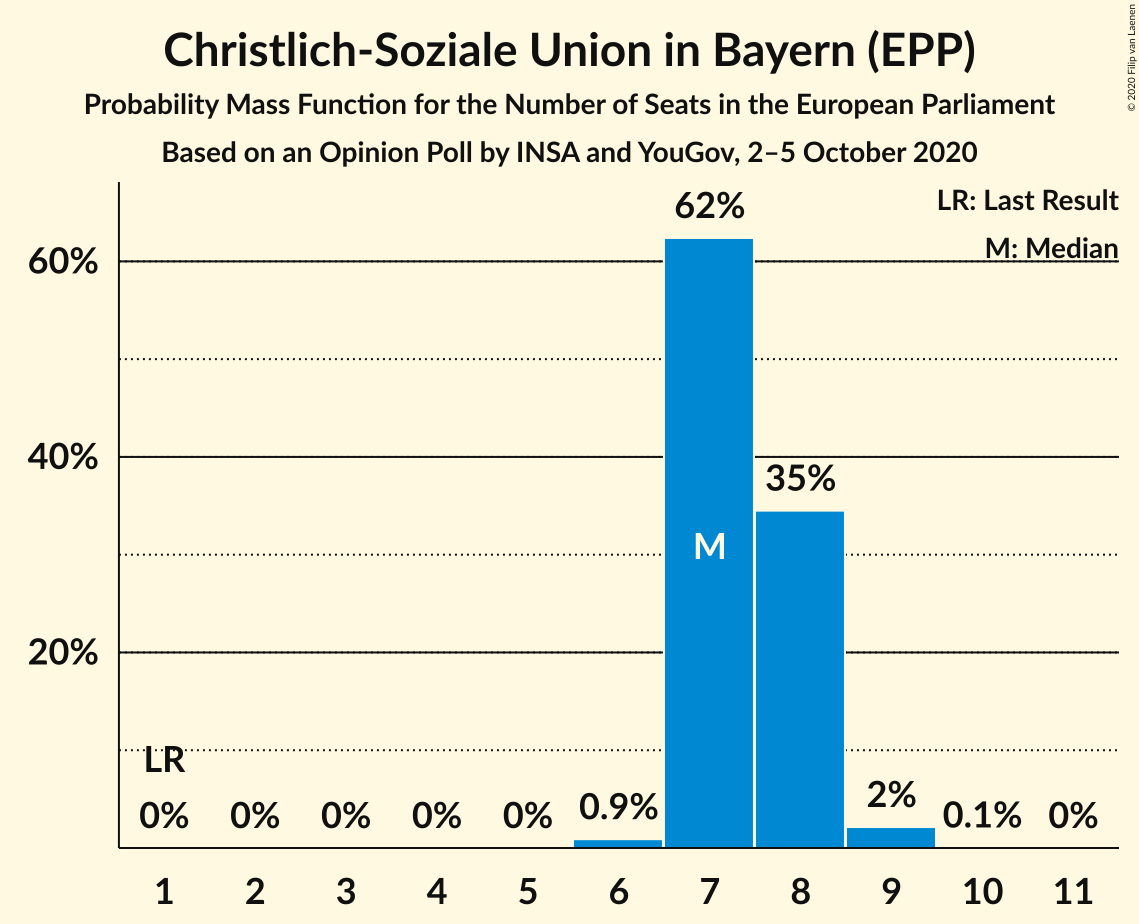 Christlich-Soziale Union in Bayern (EPP)
Probability Mass Function for the Number of Seats in the European Parliament
Based on an Opinion Poll by INSA and YouGov, 2–5 October 2020
© 2020 Filip van Laenen
LR: Last Result
M: Median
62%
60%
40%
35%
M
20%
LR
0% 0% 0% 0% 0% 0.9% 2% 0.1% 0%
1 2 3 4 5 6 7 8 9 10 11